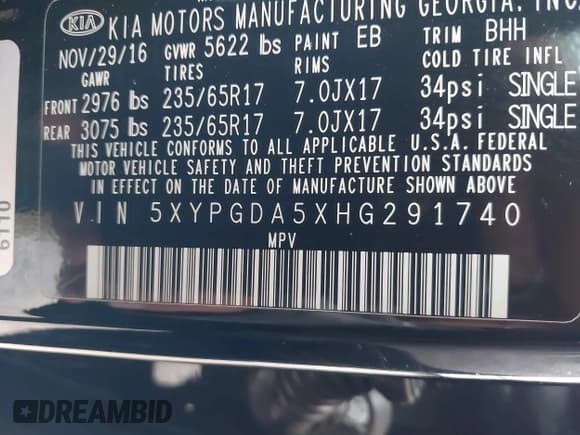 KIA KIA MOTORS MANUFACTURING GEORGIA, INC.
NOV/29/16 GVWR 5622 lbs PAINT EB TRIM BHH
GAWR TIRES RIMS COLD TIRE INFL
FRONT 2976 lbs 235/65R17 7.0JX17 34psi SINGLE
REAR 3075 lbs 235/65R17 7.0JX17 34psi SINGLE
THIS VEHICLE CONFORMS TO ALL APPLICABLE U.S.A. FEDERAL
MOTOR VEHICLE SAFETY AND THEFT PREVENTION STANDARDS
IN EFFECT ON THE DATE OF MANUFACTURE SHOWN ABOVE.
VIN 5XYPGDA5XHG291740
MPV
6110
DREAMBID